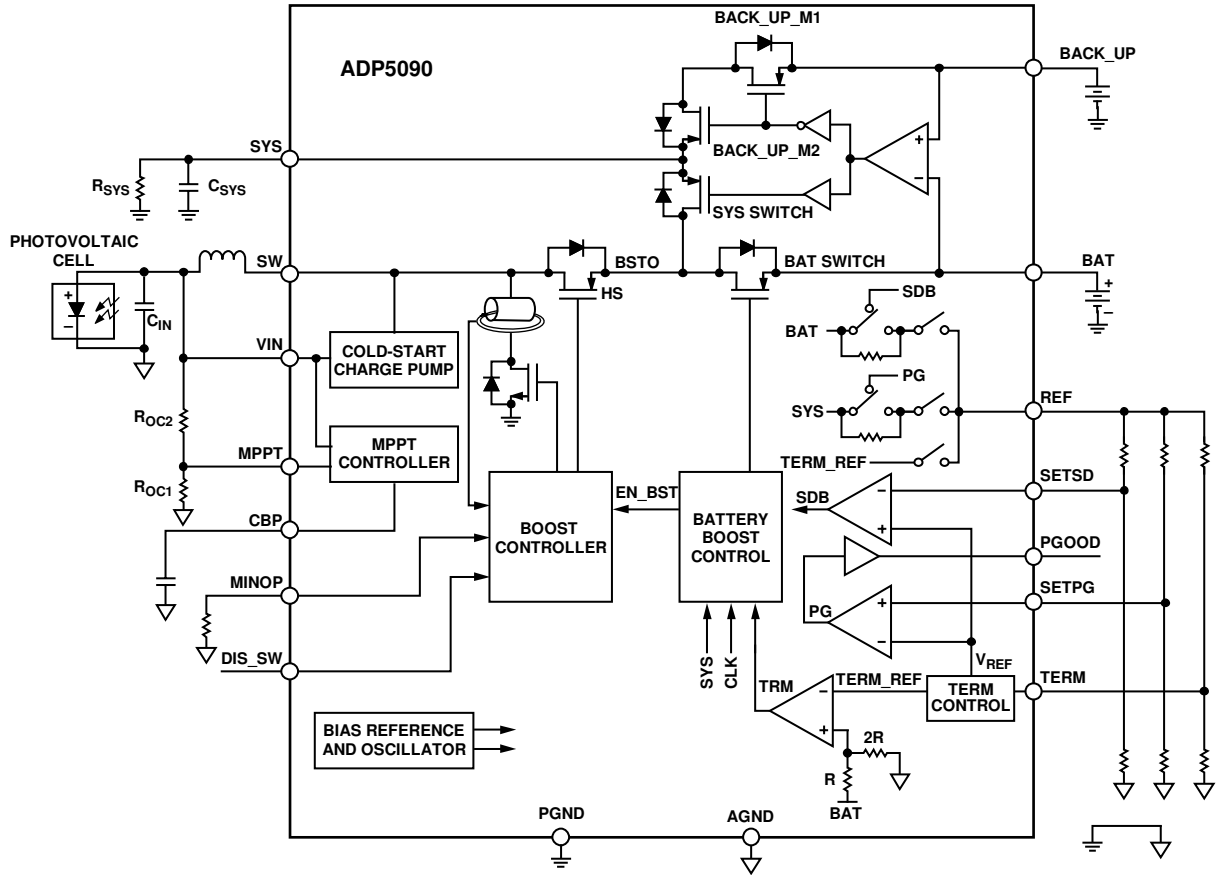 BACK_UP_M1
ADP5090
BACK_UP
SYS
BACK_UP_M2
+
−
RSYS
CSYS
SYS SWITCH
PHOTOVOLTAIC
CELL
SW
BSTO
BAT SWITCH
BAT
HS
+
−
CIN
+
−
SDB
BAT
VIN
COLD-START
CHARGE PUMP
PG
SYS
REF
ROC2
MPPT
MPPT
CONTROLLER
TERM_REF
ROC1
SETSD
CBP
BOOST
CONTROLLER
EN_BST
BATTERY
BOOST
CONTROL
SDB
−
+
PGOOD
MINOP
SETPG
PG
+
−
DIS_SW
SYS
CLK
TRM
TERM_REF
VREF
TERM
CONTROL
TERM
−
+
BIAS REFERENCE
AND OSCILLATOR
2R
R
BAT
PGND
AGND